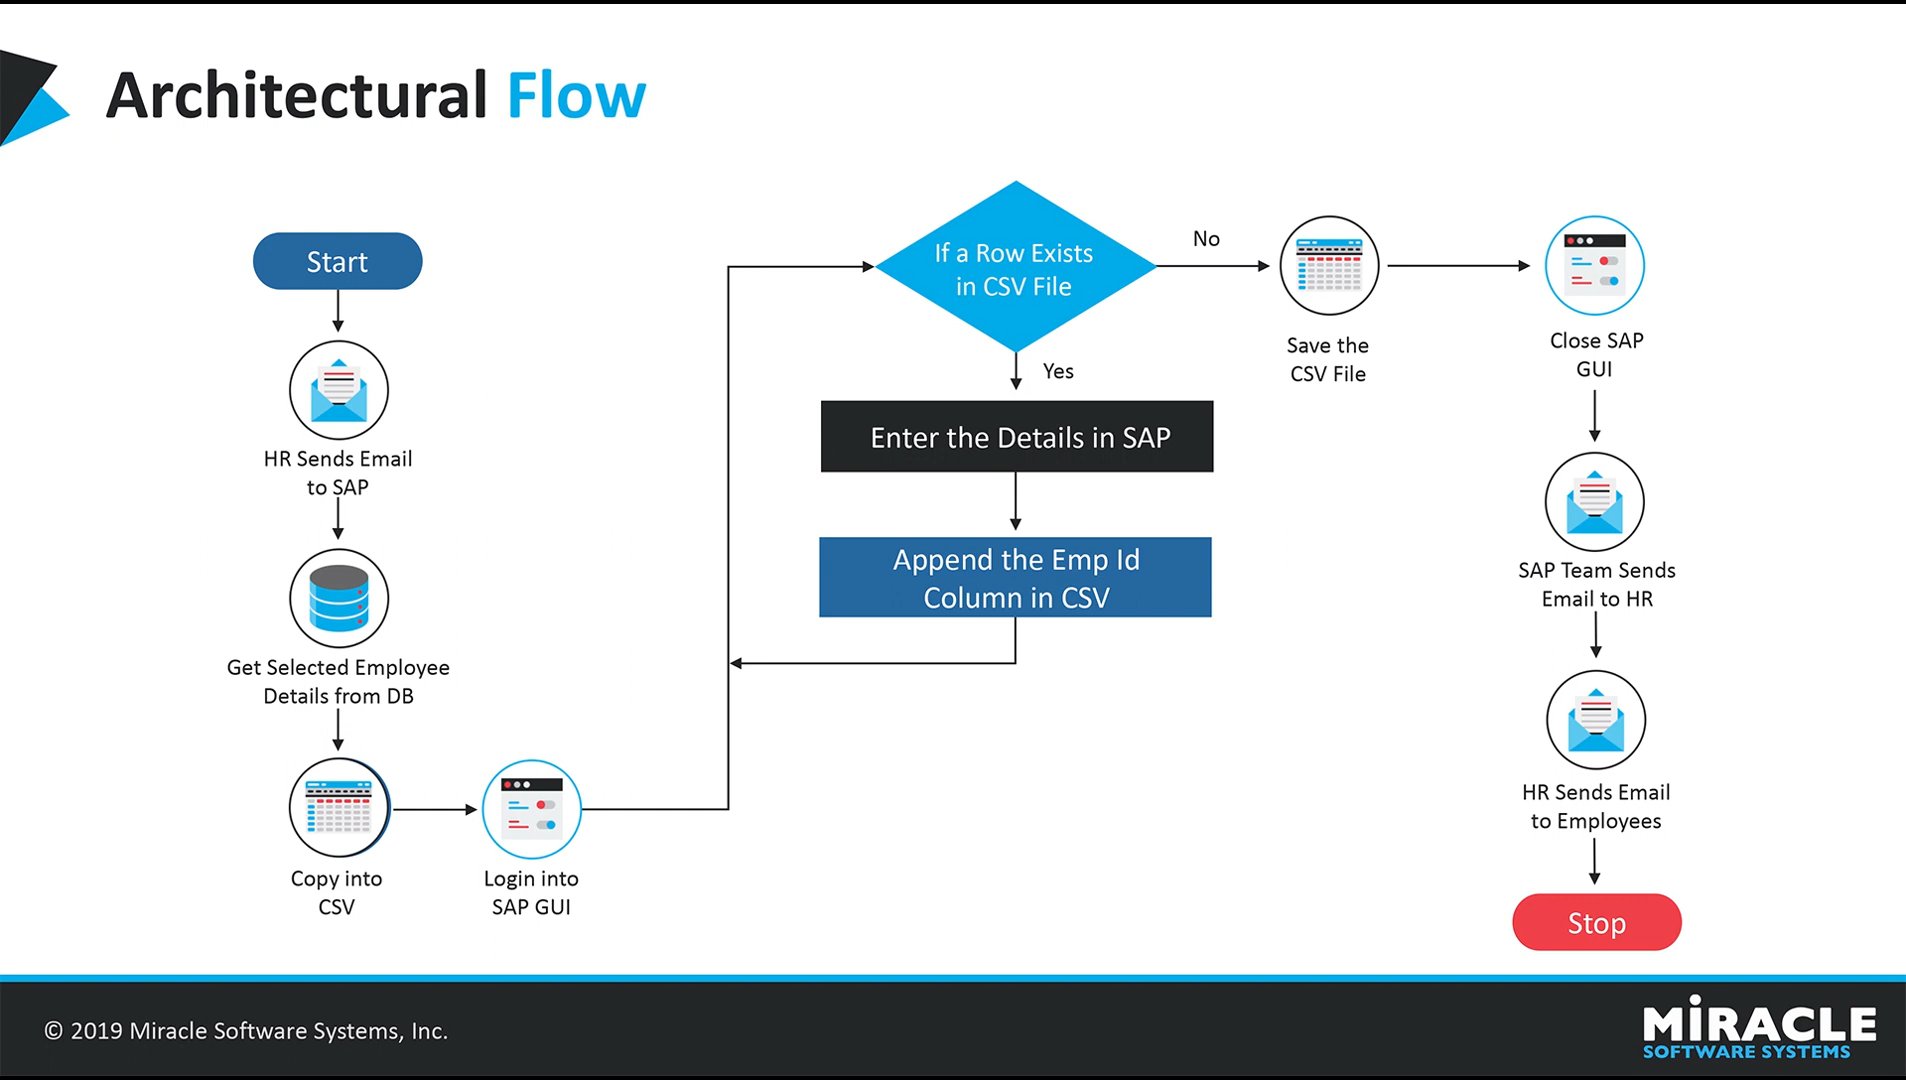 Architectural Flow
Start
HR Sends Email
to SAP
Get Selected Employee
Details from DB
Copy into
CSV
Login into
SAP GUI
If a Row Exists
in CSV File
Yes
Enter the Details in SAP
Append the Emp Id
Column in CSV
No
Save the
CSV File
Close SAP
GUI
SAP Team Sends
Email to HR
HR Sends Email
to Employees
Stop
© 2019 Miracle Software Systems, Inc.
MiRACLE
SOFTWARE SYSTEMS